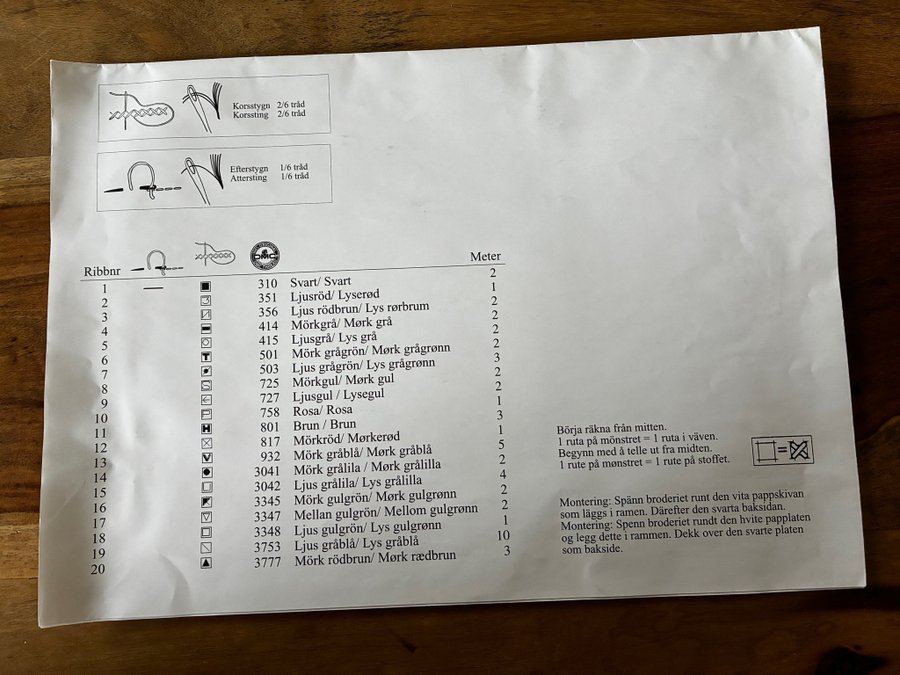 Korsstygn 2/6 tråd
Korssting 2/6 tråd
Efterstygn 1/6 tråd
Attersting 1/6 tråd
Ribbnr DMC Meter
1 310 Svart/ Svart 2
2 351 Ljusröd/ Lyserød 1
3 356 Ljus rödbrun/ Lys rørbrum 2
4 414 Mörkgrå/ Mørk grå 2
5 415 Ljusgrå/ Lys grå 2
6 501 Mörk grågrön/ Mørk grågrønn 2
7 503 Ljus grågrön/ Lys grågrønn 3
8 725 Mörkgul/ Mørk gul 2
9 727 Ljusgul / Lysegul 2
10 758 Rosa/ Rosa 1
11 801 Brun / Brun 3
12 817 Mörkröd/ Mørkerød 1
13 932 Mörk gråblå/ Mørk gråblå 5
14 3041 Mörk grålila / Mørk grålilla 2
15 3042 Ljus grålila/ Lys grålilla 4
16 3345 Mörk gulgrön/ Mørk gulgrønn 2
17 3347 Mellan gulgrön/ Mellom gulgrønn 2
18 3348 Ljus gulgrön/ Lys gulgrønn 1
19 3753 Ljus gråblå/ Lys gråblå 10
20 3777 Mörk rödbrun/ Mørk rædbrun 3
Börja räkna från mitten.
1 ruta på mönstret = 1 ruta i väven.
Begynn med å telle ut fra midten.
1 rute på mønstret = 1 rute på stoffet.
Montering: Spänn broderiet runt den vita pappskivan
som läggs i ramen. Därefter den svarta baksidan.
Montering: Spenn broderiet rundt den hvite papplaten
og legg dette i rammen. Dekk over den svarte platen
som bakside.